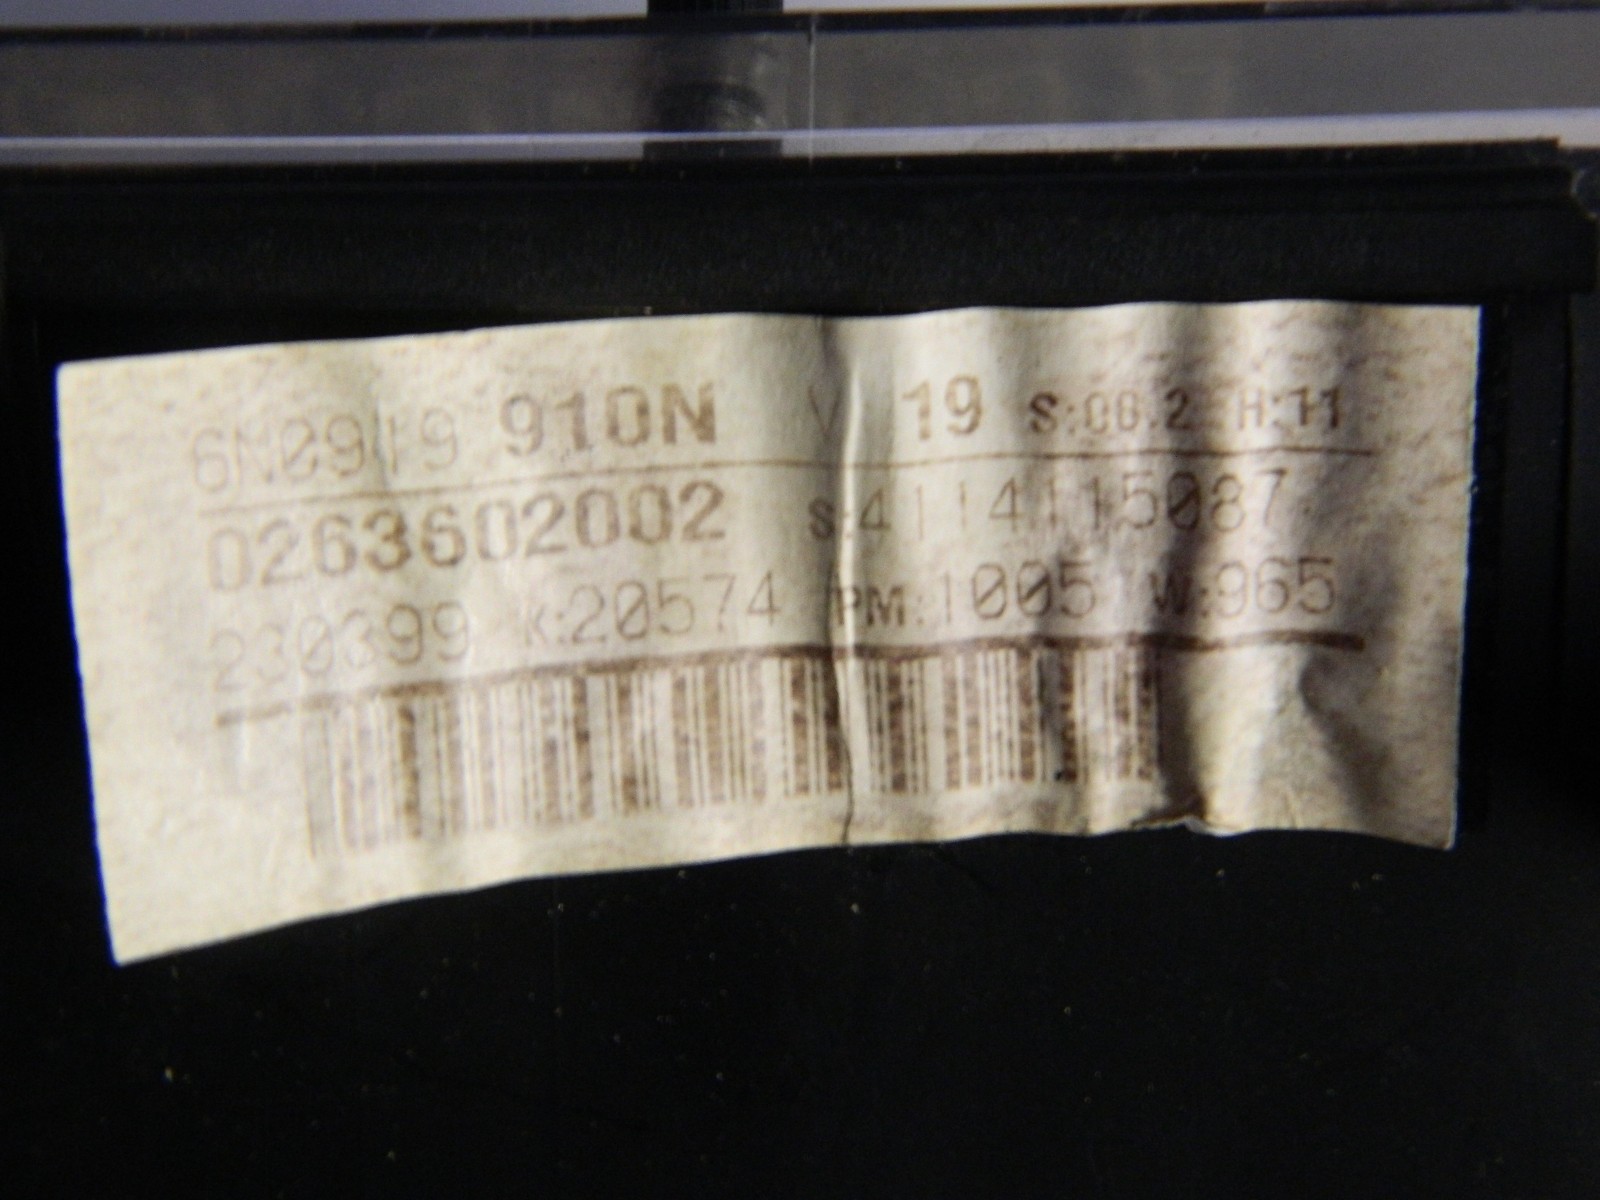 6N0919 910N V 19 S:00.2 H:11
0263602002 S:4114115087
230399 K:20574 PM:1005 W:965